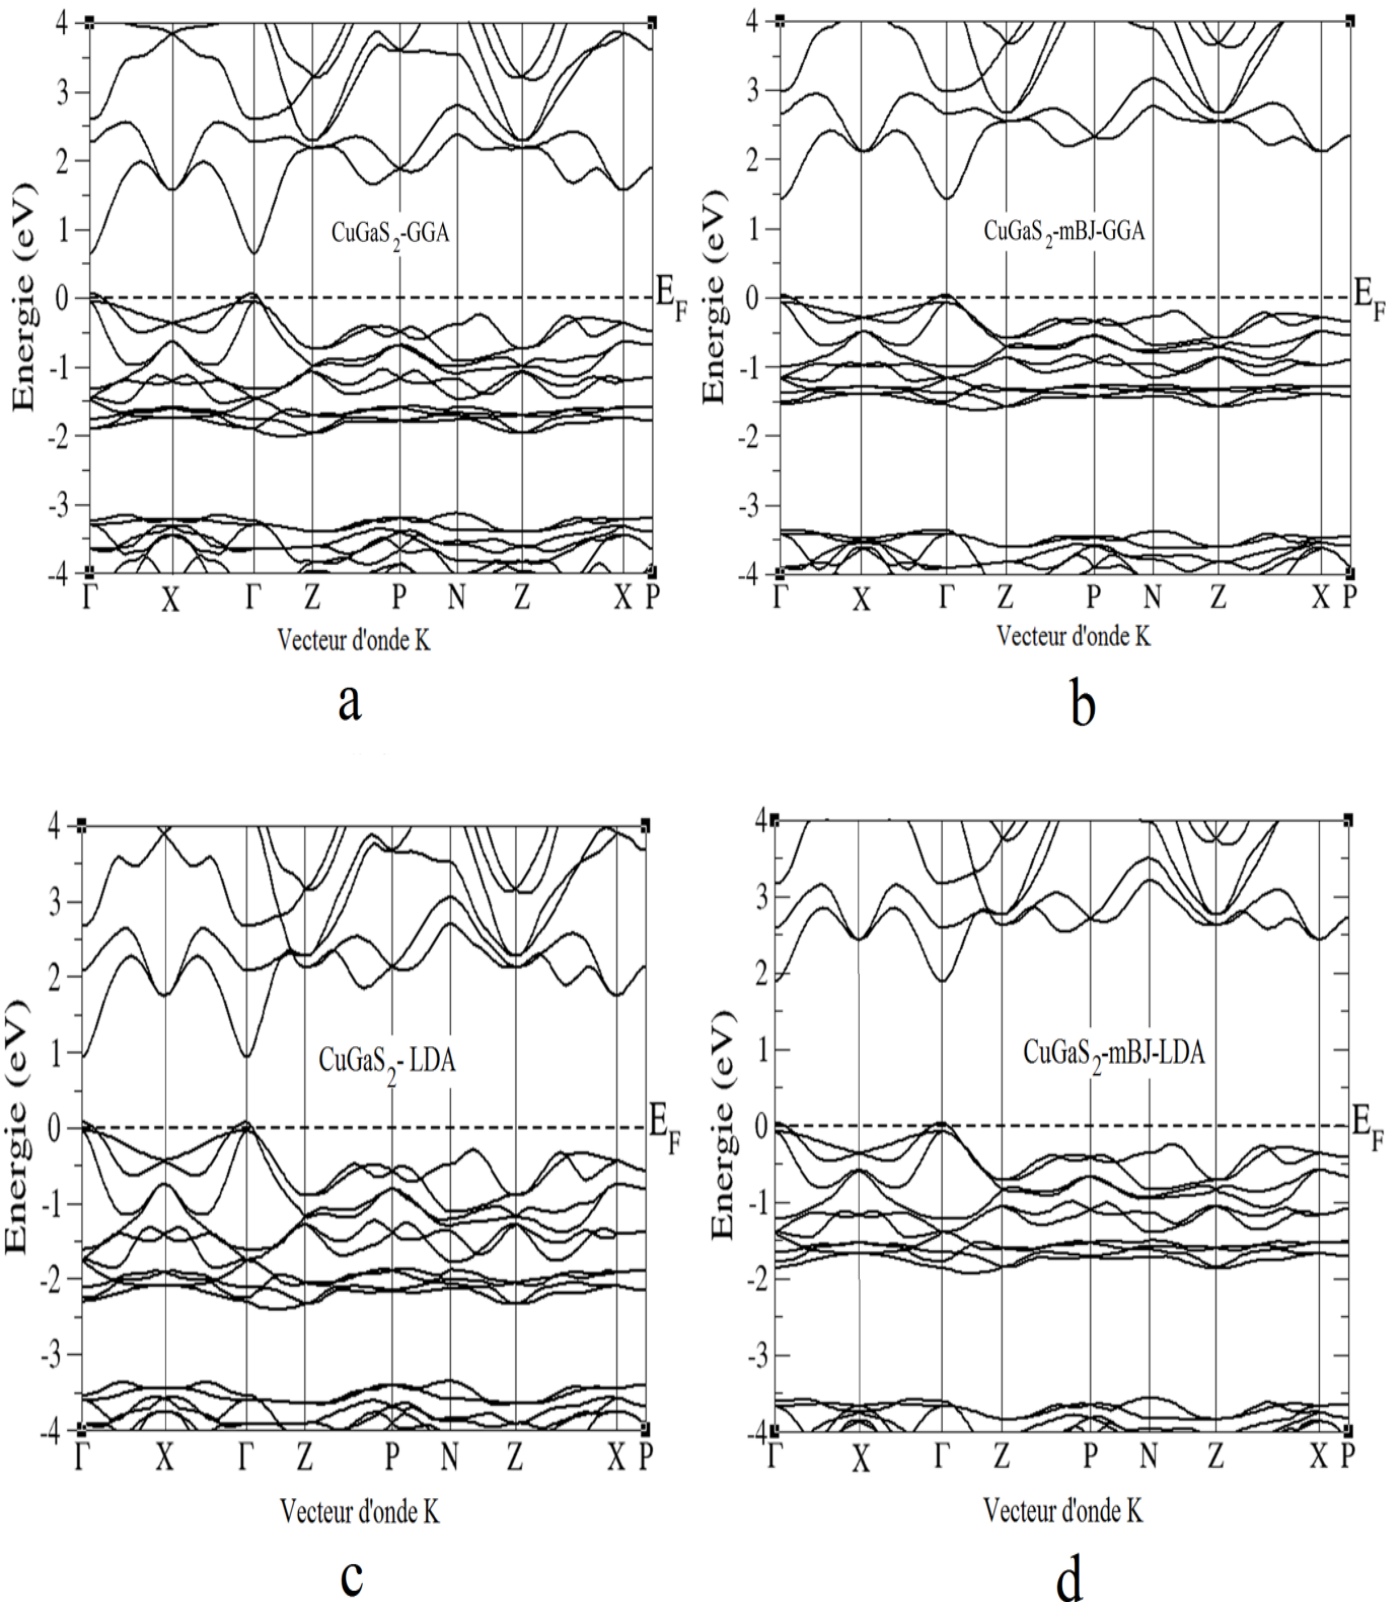 4
3
2
1
0
-1
-2
-3
-4
Energie (eV)
CuGaS2-GGA
EF
Γ X Γ Z P N Z X P
Vecteur d'onde K
a
4
3
2
1
0
-1
-2
-3
-4
Energie (eV)
CuGaS2-mBJ-GGA
EF
Γ X Γ Z P N Z X P
Vecteur d'onde K
b
4
3
2
1
0
-1
-2
-3
-4
Energie (eV)
CuGaS2- LDA
EF
Γ X Γ Z P N Z X P
Vecteur d'onde K
c
4
3
2
1
0
-1
-2
-3
-4
Energie (eV)
CuGaS2-mBJ-LDA
EF
Γ X Γ Z P N Z X P
Vecteur d'onde K
d